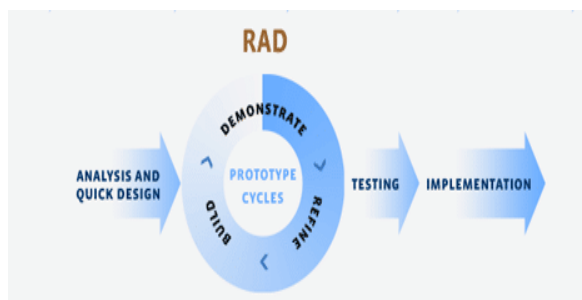 RAD
ANALYSIS AND
QUICK DESIGN
DEMONSTRATE
REFINE
BUILD
PROTOTYPE
CYCLES
TESTING
IMPLEMENTATION